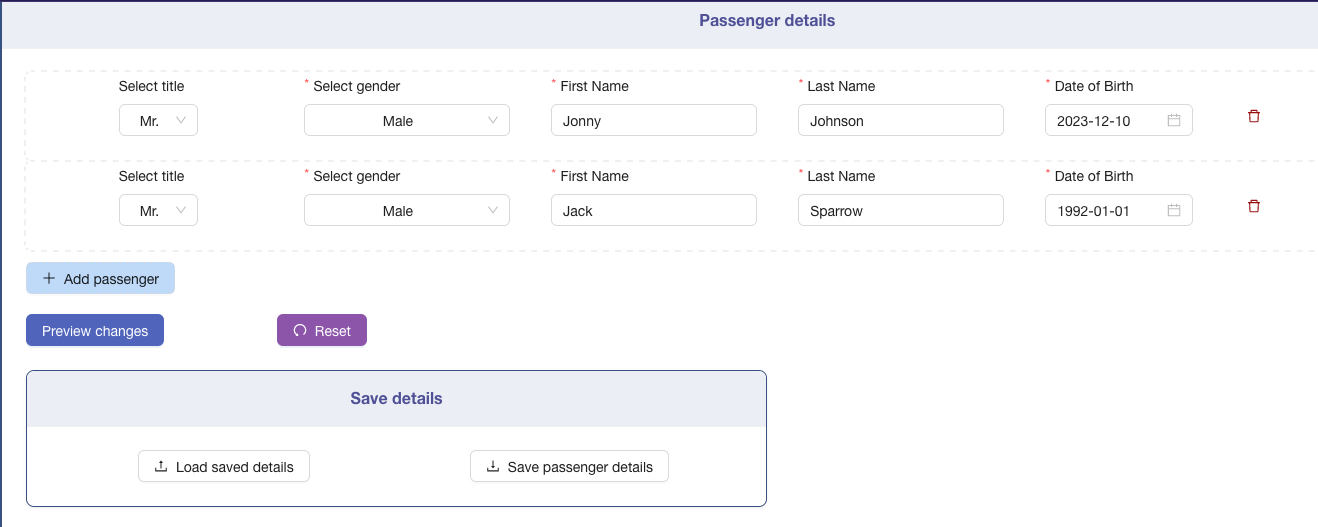 Passenger details
Select title * Select gender * First Name * Last Name * Date of Birth
Mr. Male Jonny Johnson 2023-12-10
Select title * Select gender * First Name * Last Name * Date of Birth
Mr. Male Jack Sparrow 1992-01-01
+ Add passenger
Preview changes Reset
Save details
Load saved details Save passenger details